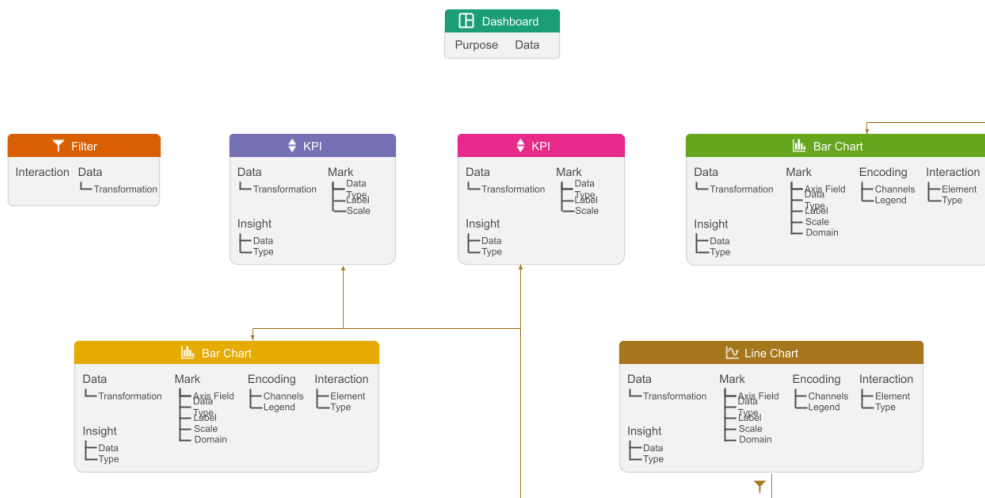 Dashboard
Purpose Data
Filter
Interaction Data
Transformation
KPI
Data Mark
Transformation
Data
Type
Label
Scale
Insight
Data
Type
KPI
Data Mark
Transformation
Data
Type
Label
Scale
Insight
Data
Type
Bar Chart
Data Mark Encoding Interaction
Transformation Axis Field Channels Element
Data
Type Legend Type
Label
Scale
Domain
Insight
Data
Type
Bar Chart
Data Mark Encoding Interaction
Transformation Axis Field Channels Element
Data
Type Legend Type
Label
Scale
Domain
Insight
Data
Type
Line Chart
Data Mark Encoding Interaction
Transformation Axis Field Channels Element
Data
Type Legend Type
Label
Scale
Domain
Insight
Data
Type